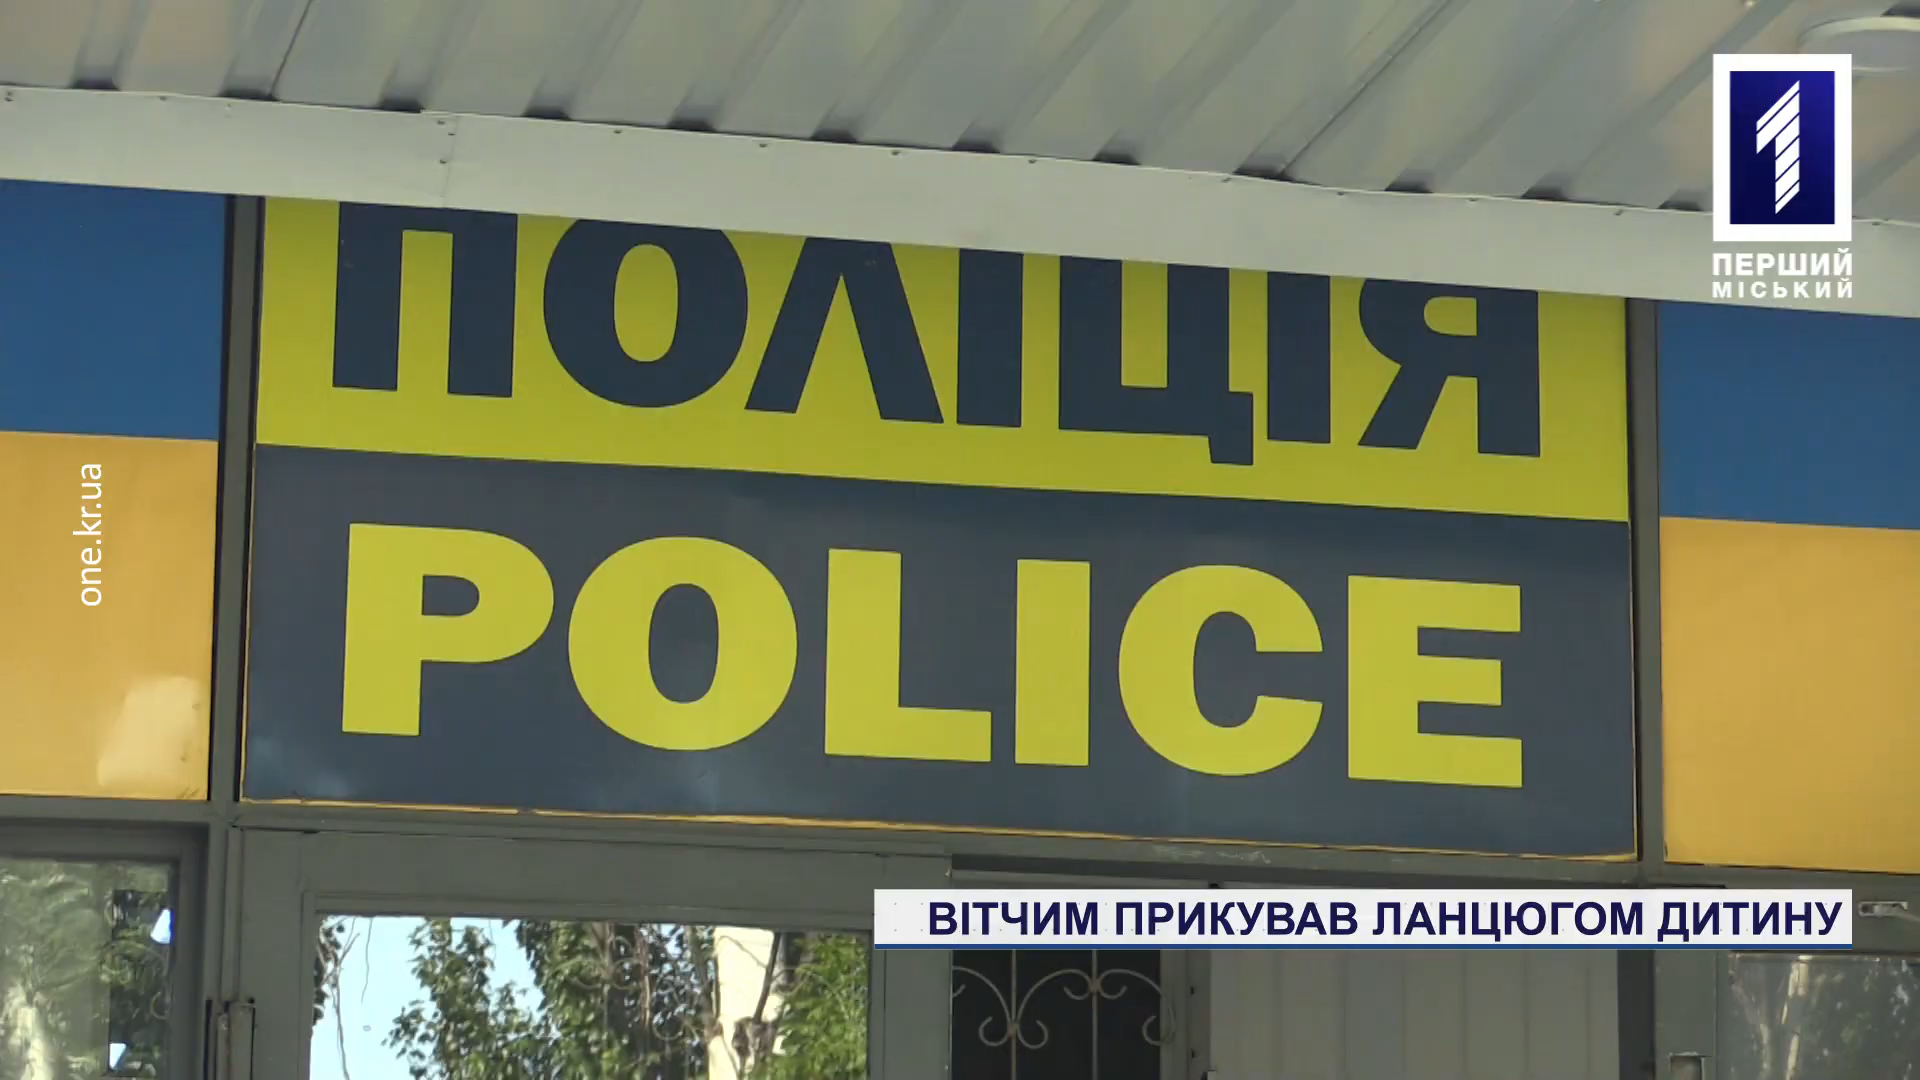 ПЕРШИЙ
МІСЬКИЙ
ПОЛІЦІЯ
POLICE
one.kr.ua
ВІТЧИМ ПРИКУВАВ ЛАНЦЮГОМ ДИТИНУ